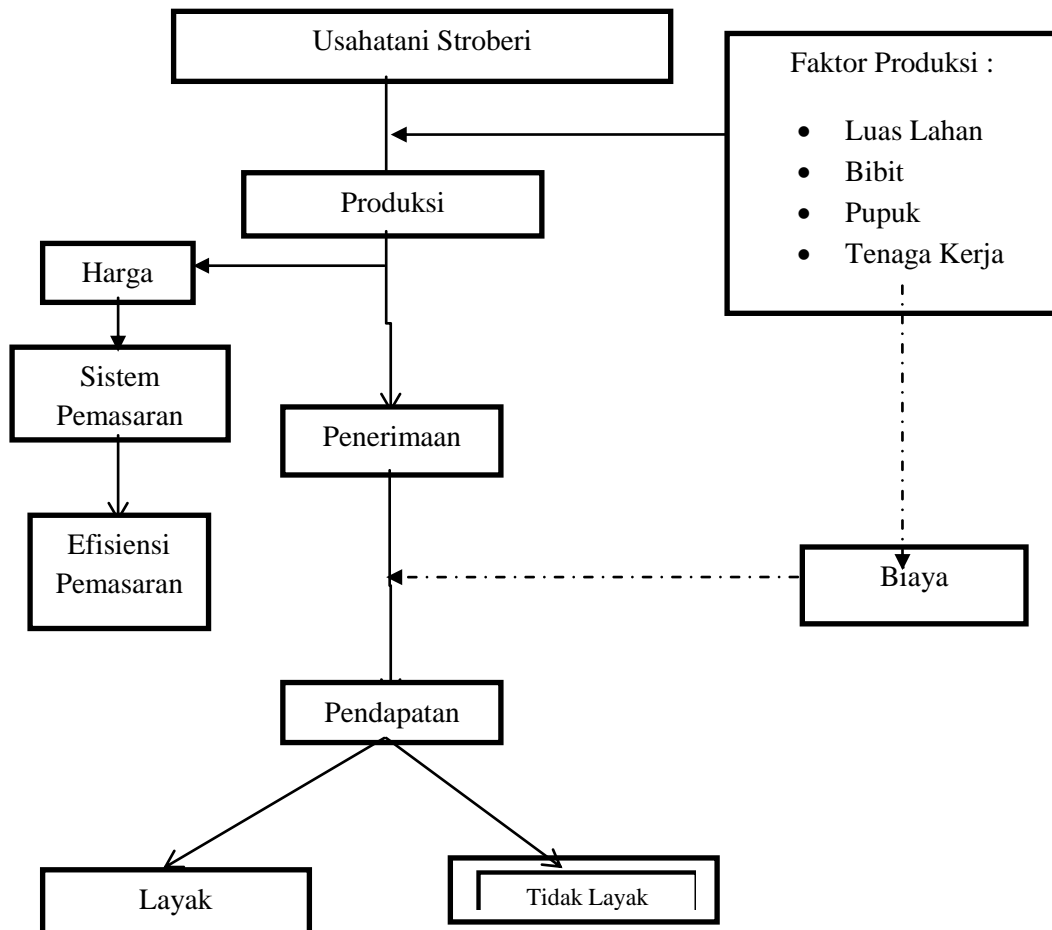 Usahatani Stroberi
Faktor Produksi :
• Luas Lahan
• Bibit
• Pupuk
• Tenaga Kerja
Produksi
Harga
Sistem
Pemasaran
Penerimaan
Efisiensi
Pemasaran
Biaya
Pendapatan
Layak
Tidak Layak